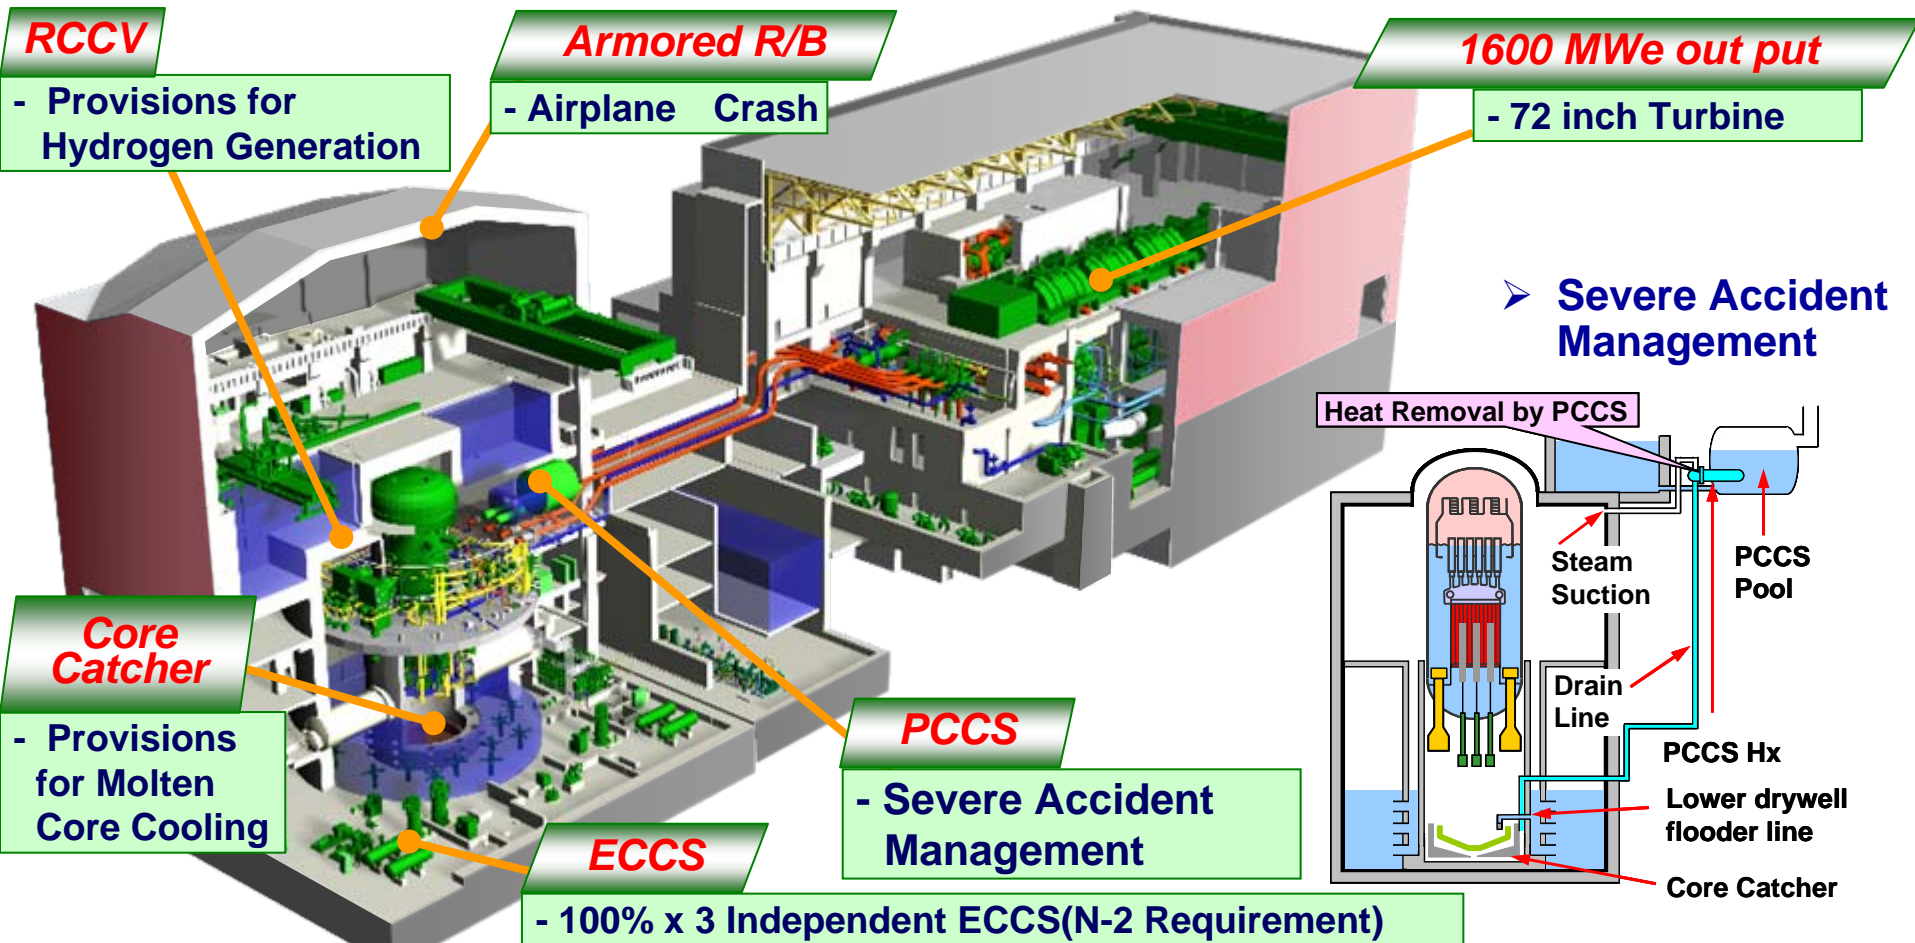 RCCV
- Provisions for
Hydrogen Generation
Armored R/B
- Airplane Crash
1600 MWe out put
- 72 inch Turbine
➢ Severe Accident
Management
Heat Removal by PCCS
Steam
Suction
PCCS
Pool
Drain
Line
PCCS Hx
Lower drywell
flooder line
Core Catcher
Core
Catcher
- Provisions
for Molten
Core Cooling
PCCS
- Severe Accident
Management
ECCS
- 100% x 3 Independent ECCS(N-2 Requirement)